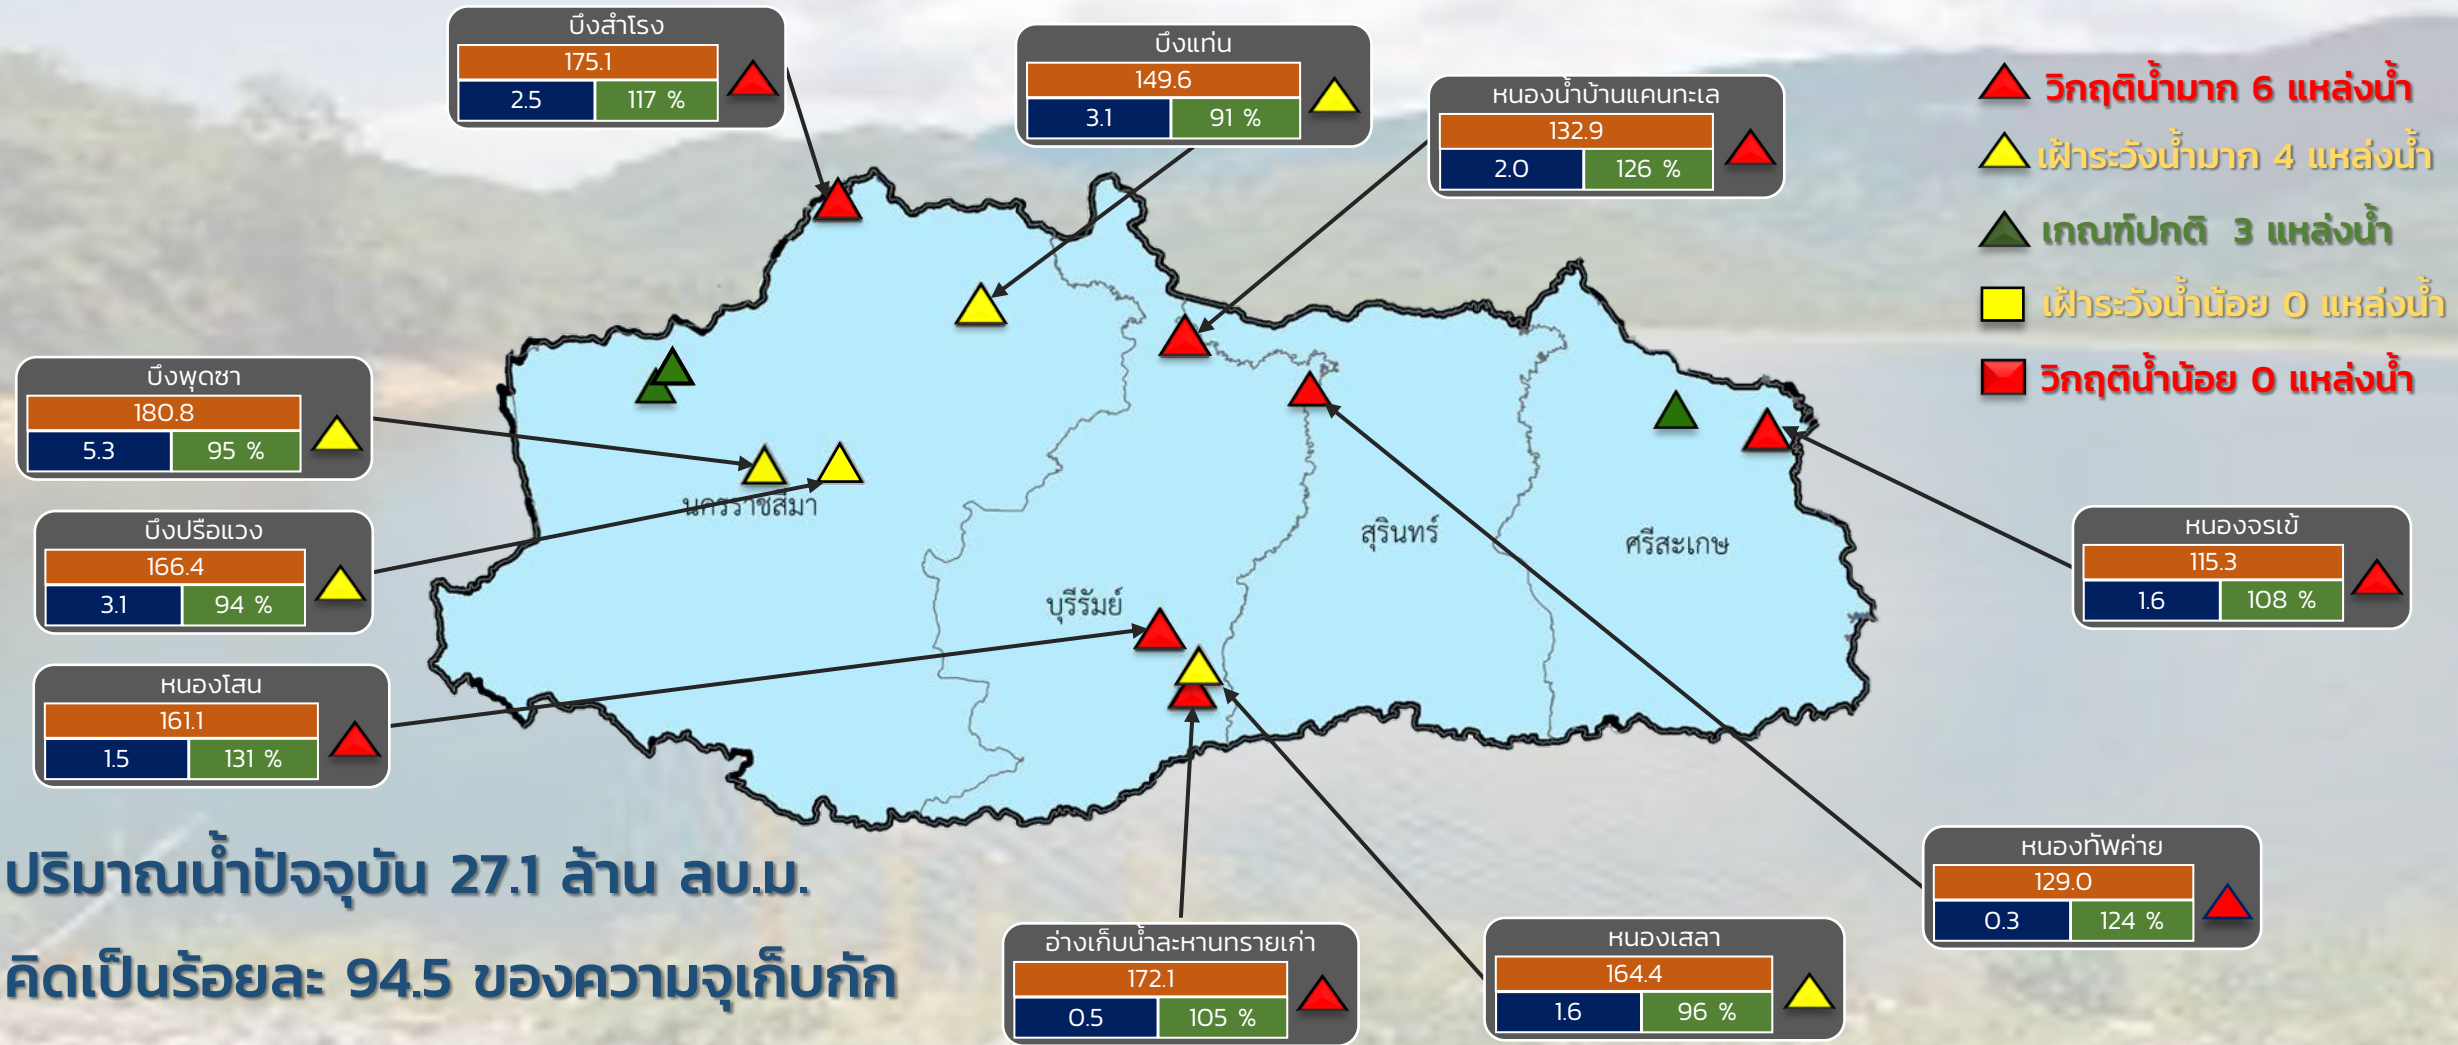 บึงสำโรง
175.1
2.5 117 %
บึงแท่น
149.6
3.1 91 %
หนองน้ำบ้านแคนทะเล
132.9
2.0 126 %
วิกฤติน้ำมาก 6 แหล่งน้ำ
เฝ้าระวังน้ำมาก 4 แหล่งน้ำ
เกณฑ์ปกติ 3 แหล่งน้ำ
เฝ้าระวังน้ำน้อย 0 แหล่งน้ำ
วิกฤติน้ำน้อย 0 แหล่งน้ำ
บึงพุดซา
180.8
5.3 95 %
บึงปรือแวง
166.4
3.1 94 %
หนองโสน
161.1
1.5 131 %
นครราชสีมา
บุรีรัมย์
สุรินทร์
ศรีสะเกษ
หนองจรเข้
115.3
1.6 108 %
หนองทัพค่าย
129.0
0.3 124 %
อ่างเก็บน้ำละหานทรายเก่า
172.1
0.5 105 %
หนองเสลา
164.4
1.6 96 %
ปริมาณน้ำปัจจุบัน 27.1 ล้าน ลบ.ม.
คิดเป็นร้อยละ 94.5 ของความจุเก็บกัก